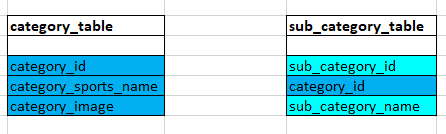 category_table
category_id
category_sports_name
category_image
sub_category_table
sub_category_id
category_id
sub_category_name